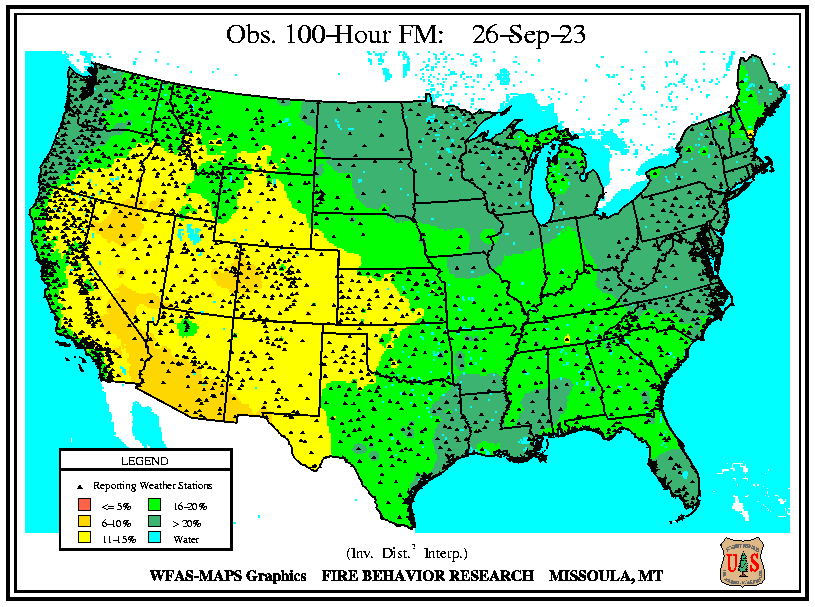 Obs. 100-Hour FM: 26-Sep-23
LEGEND
Reporting Weather Stations
<= 5%
16-20%
6-10%
> 20%
11-15%
Water
(Inv. Dist.² Interp.)
WFAS-MAPS Graphics FIRE BEHAVIOR RESEARCH MISSOULA, MT
U S